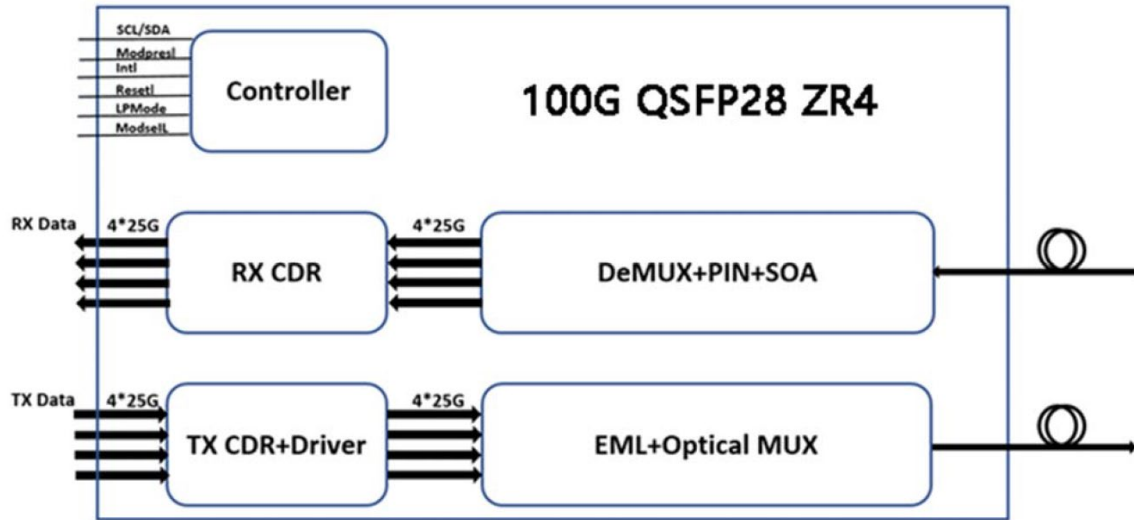 SCL/SDA
Modpresl
Intl
Resetl
LPMode
ModselL
Controller
100G QSFP28 ZR4
RX Data
4*25G
4*25G
RX CDR
DeMUX+PIN+SOA
TX Data
4*25G
4*25G
TX CDR+Driver
EML+Optical MUX